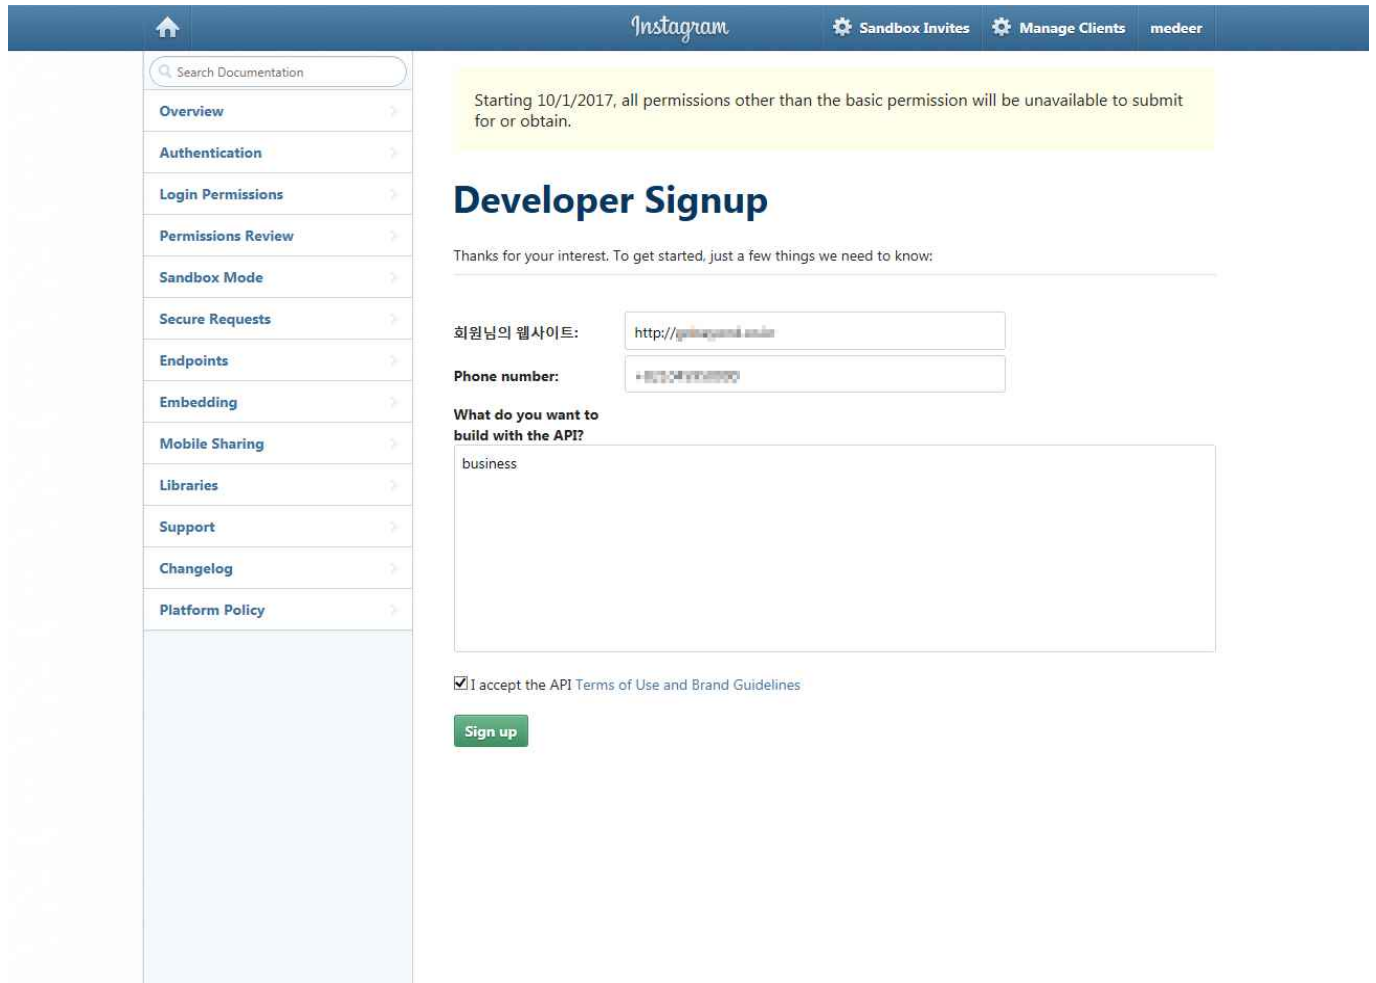 Instagram
Sandbox Invites
Manage Clients
medeer
Search Documentation
Overview
Authentication
Login Permissions
Permissions Review
Sandbox Mode
Secure Requests
Endpoints
Embedding
Mobile Sharing
Libraries
Support
Changelog
Platform Policy
Starting 10/1/2017, all permissions other than the basic permission will be unavailable to submit
for or obtain.
Developer Signup
Thanks for your interest. To get started, just a few things we need to know:
회원님의 웹사이트:
http://
Phone number:
What do you want to
build with the API?
business
I accept the API Terms of Use and Brand Guidelines
Sign up